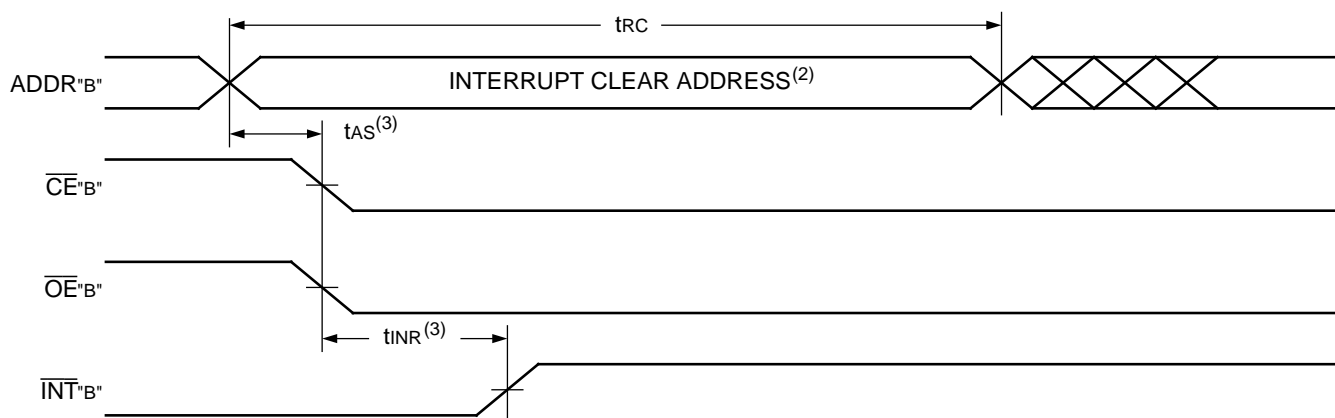 tRC
ADDR"B"
INTERRUPT CLEAR ADDRESS(2)
tAS(3)
CE"B"
OE"B"
tINR(3)
INT"B"